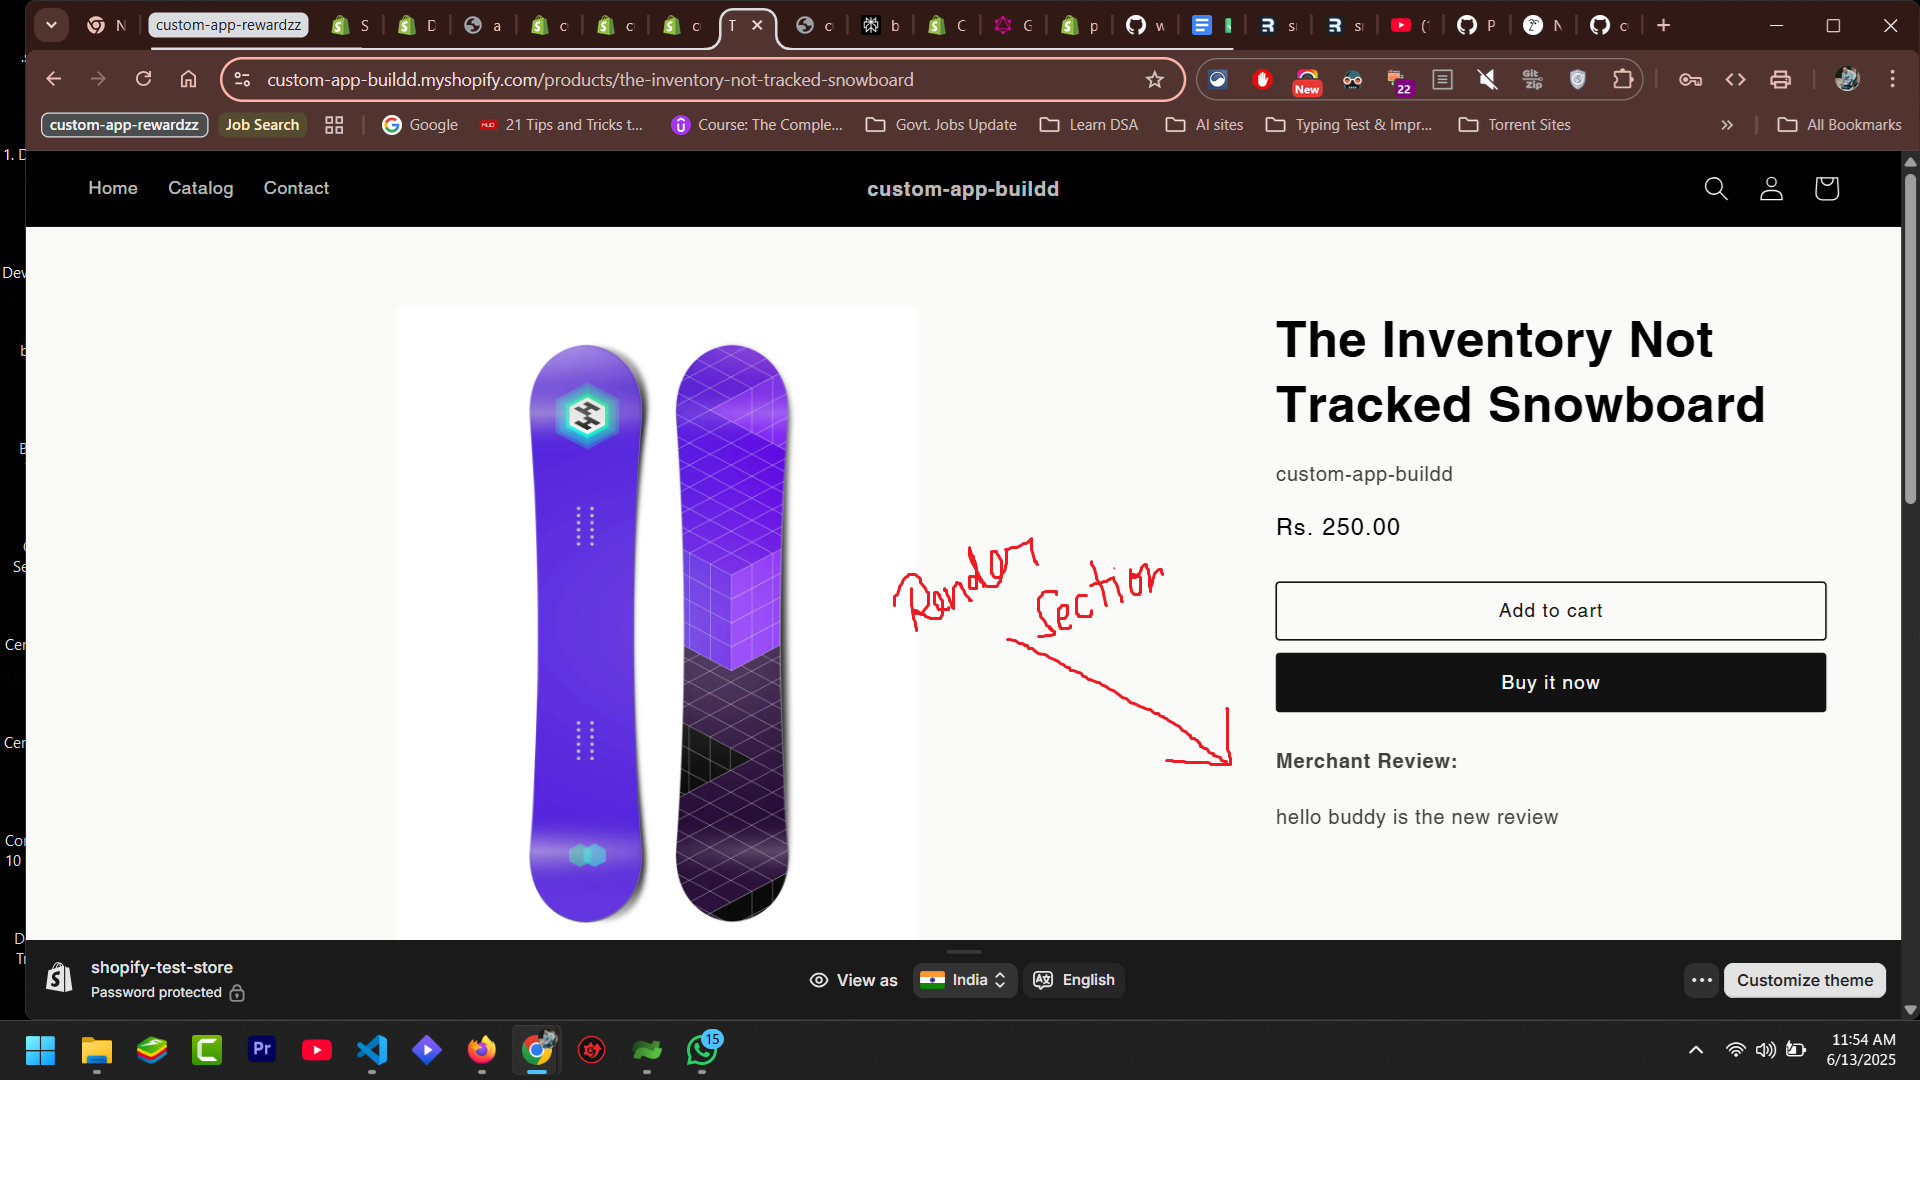 N
custom-app-rewardzz
S
D
a
c
c
c
T
c
b
C
G
p
w
s
s
(
P
N
c
custom-app-buildd.myshopify.com/products/the-inventory-not-tracked-snowboard
New
22
Git
Zip
custom-app-rewardzz
Job Search
Google
21 Tips and Tricks t...
Course: The Comple...
Govt. Jobs Update
Learn DSA
AI sites
Typing Test & Impr...
Torrent Sites
All Bookmarks
Home
Catalog
Contact
custom-app-buildd
The Inventory Not
Tracked Snowboard
custom-app-buildd
Rs. 250.00
Render
Section
Add to cart
Buy it now
Merchant Review:
hello buddy is the new review
shopify-test-store
Password protected
View as
India
English
Customize theme
Pr
15
11:54 AM
6/13/2025